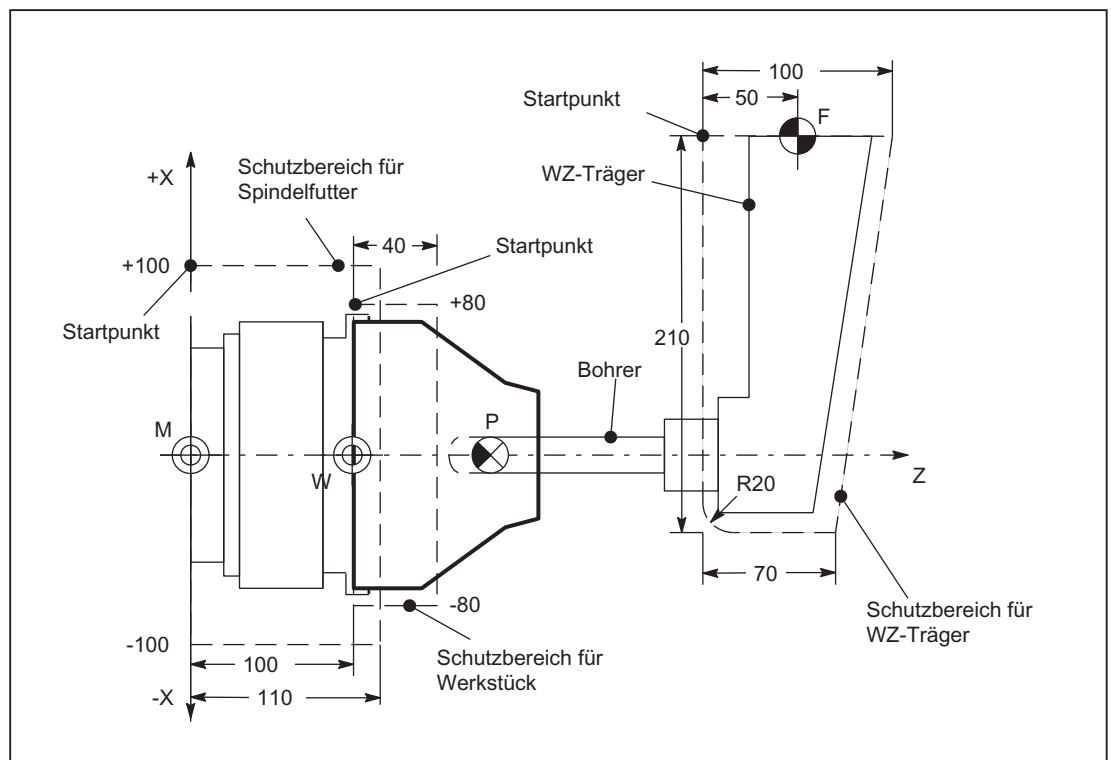 100
50
Startpunkt
F
Schutzbereich für
Spindelfutter
WZ-Träger
+X
40
Startpunkt
+100
+80
Startpunkt
210
Bohrer
M
P
W
Z
R20
70
-80
Schutzbereich für
WZ-Träger
-100
100
Schutzbereich für
Werkstück
-X
110